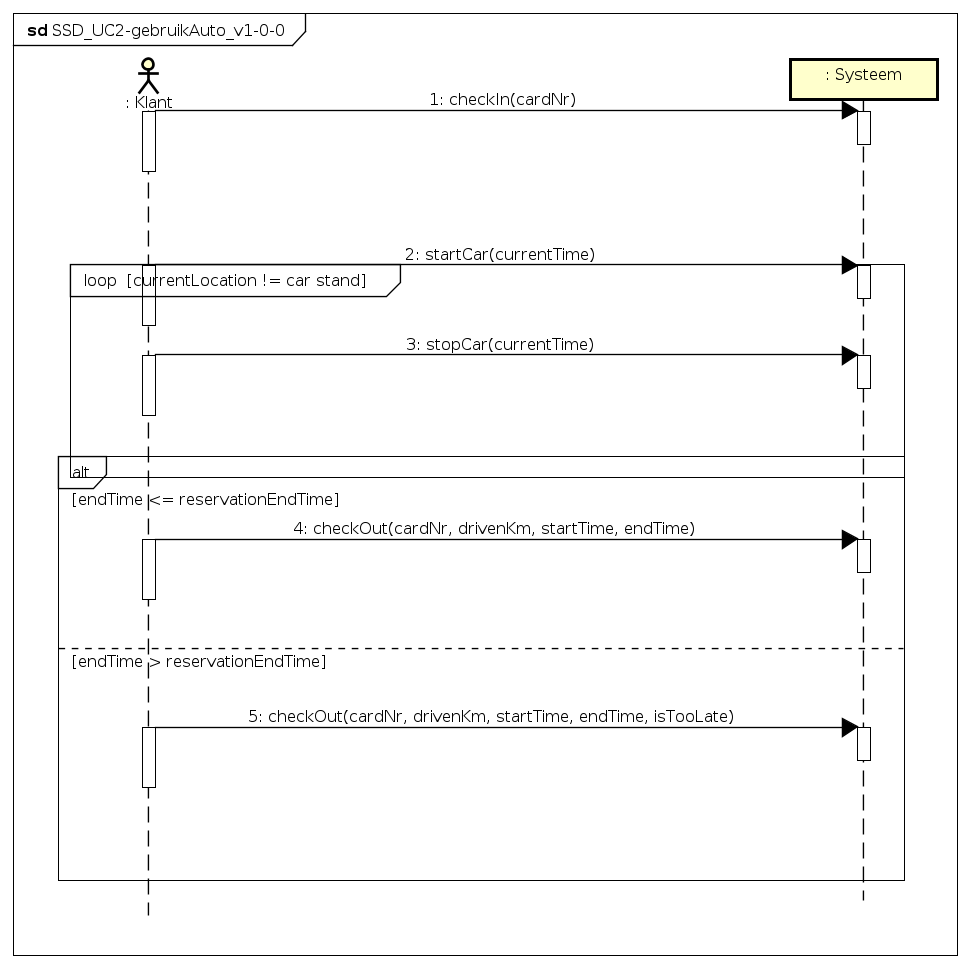 sd SSD_UC2-gebruikAuto_v1-0-0
: Klant
: Systeem
1: checkIn(cardNr)
2: startCar(currentTime)
loop [currentLocation != car stand]
3: stopCar(currentTime)
alt
[endTime <= reservationEndTime]
4: checkOut(cardNr, drivenKm, startTime, endTime)
[endTime > reservationEndTime]
5: checkOut(cardNr, drivenKm, startTime, endTime, isTooLate)